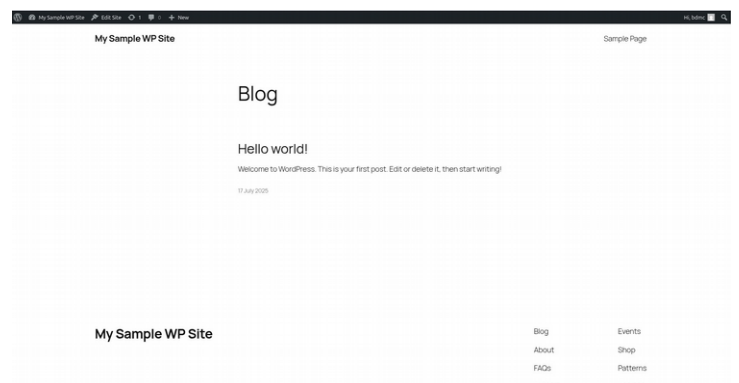 My Sample WP Site Edit Site 1 0 New Hi, bdmc
My Sample WP Site Sample Page
Blog
Hello world!
Welcome to WordPress. This is your first post. Edit or delete it, then start writing!
17 July 2025
My Sample WP Site
Blog Events
About Shop
FAQs Patterns